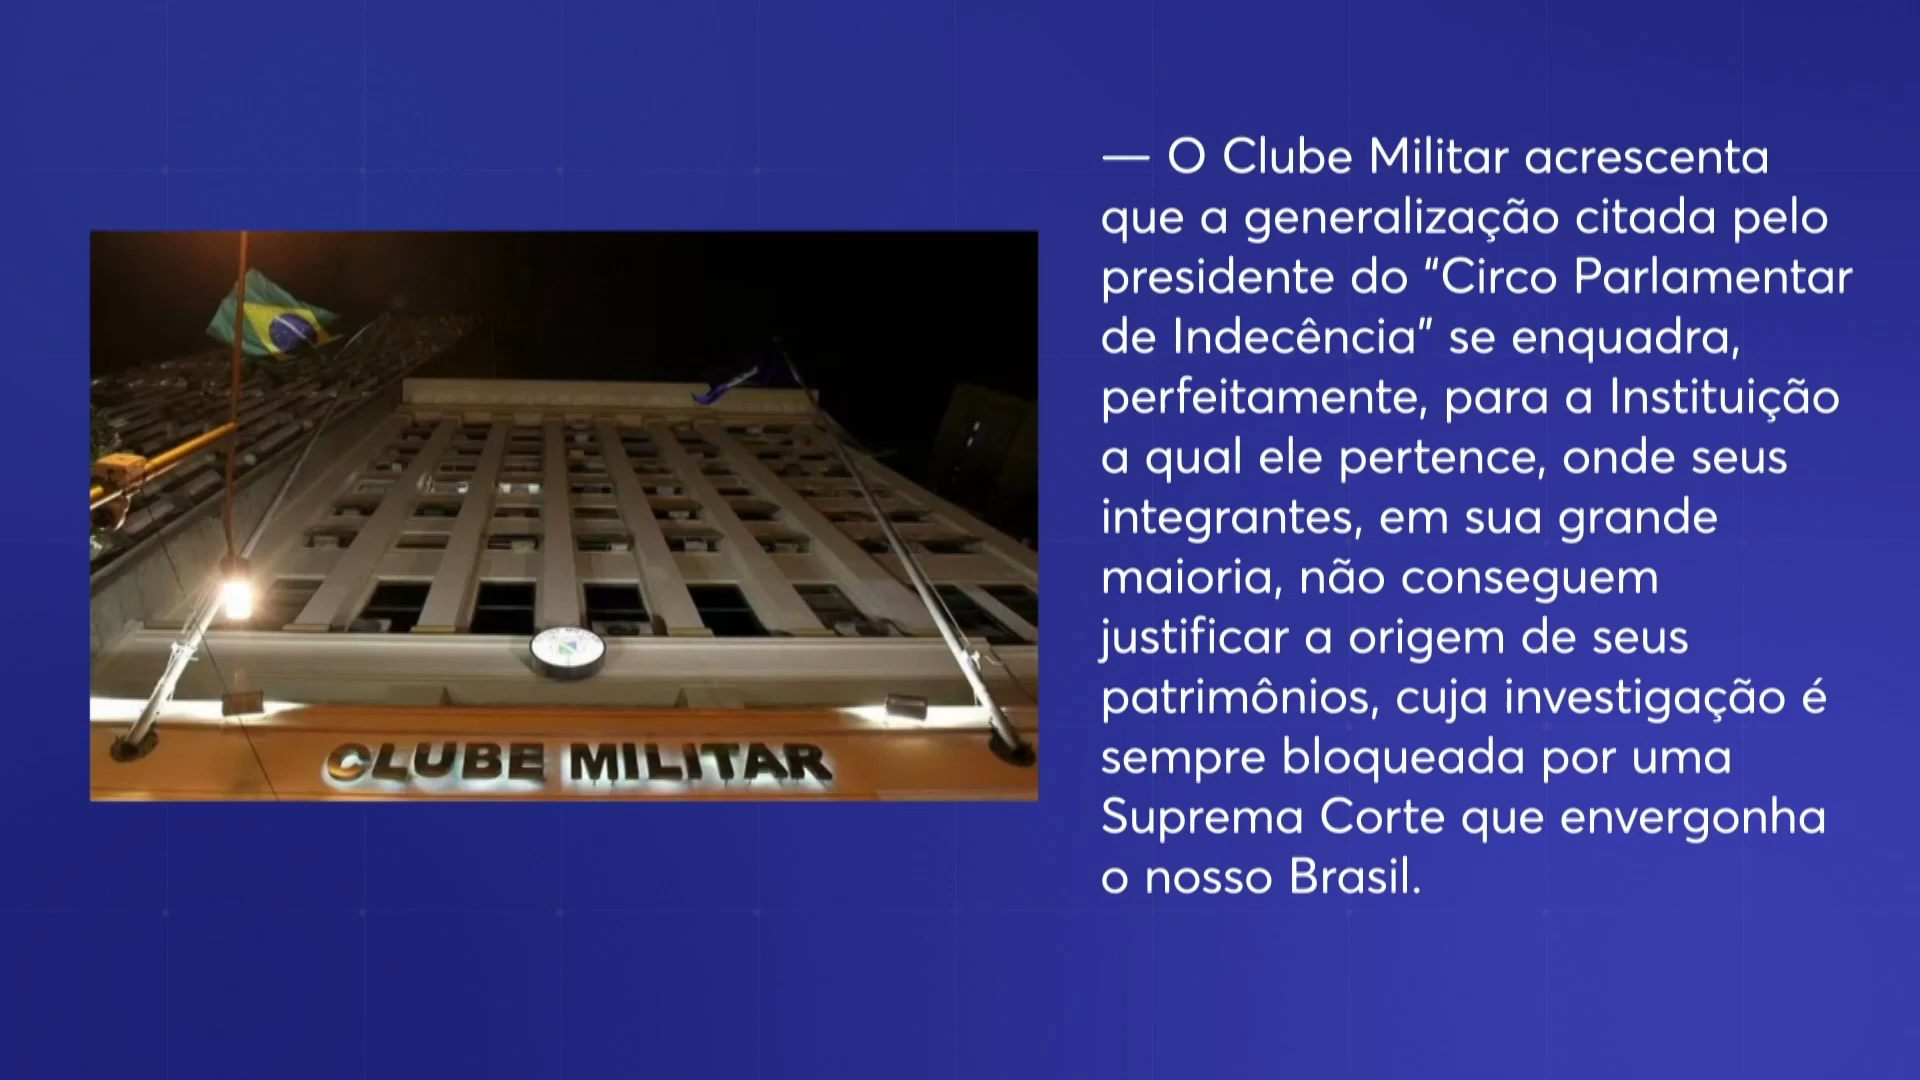 — O Clube Militar acrescenta
que a generalização citada pelo
presidente do "Circo Parlamentar
de Indecência" se enquadra,
perfeitamente, para a Instituição
a qual ele pertence, onde seus
integrantes, em sua grande
maioria, não conseguem
justificar a origem de seus
patrimônios, cuja investigação é
sempre bloqueada por uma
Suprema Corte que envergonha
o nosso Brasil.
CLUBE MILITAR